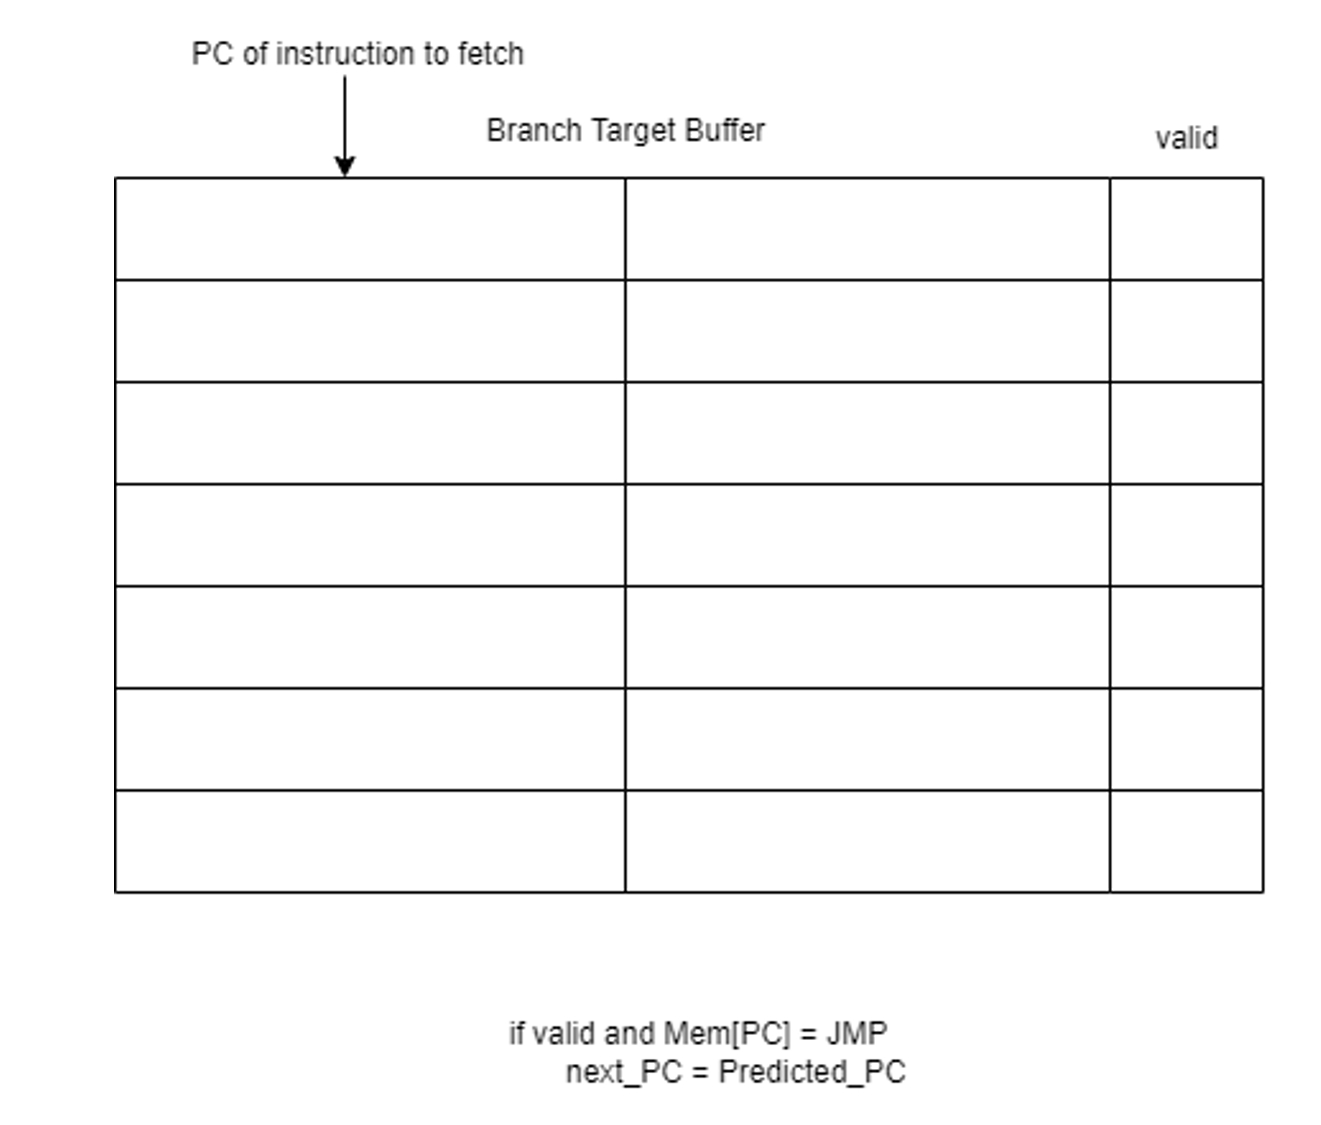 PC of instruction to fetch
Branch Target Buffer
valid
if valid and Mem[PC] = JMP
next_PC = Predicted_PC